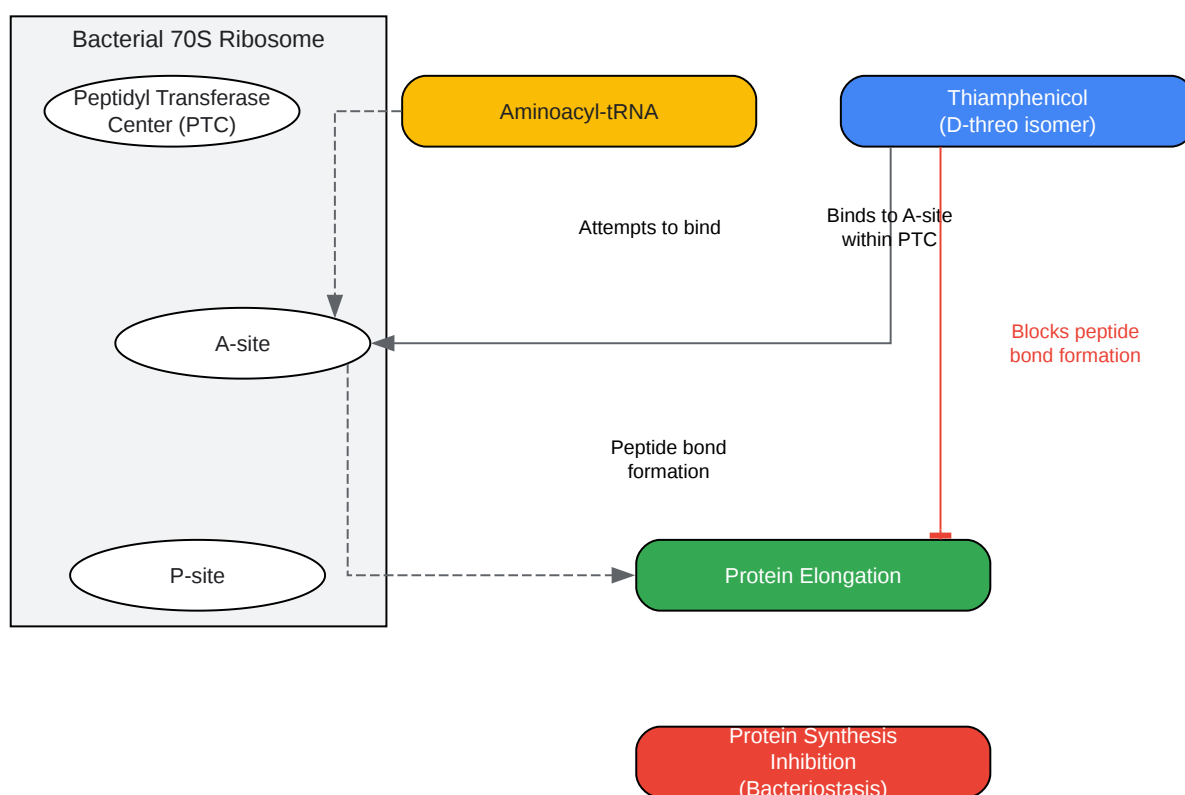 Bacterial 70S Ribosome
Peptidyl Transferase
Center (PTC)
Aminoacyl-tRNA
Thiamphenicol
(D-threo isomer)
Attempts to bind
Binds to A-site
within PTC
Blocks peptide
bond formation
A-site
Peptide bond
formation
P-site
Protein Elongation
Protein Synthesis
Inhibition
(Bacteriostasis)